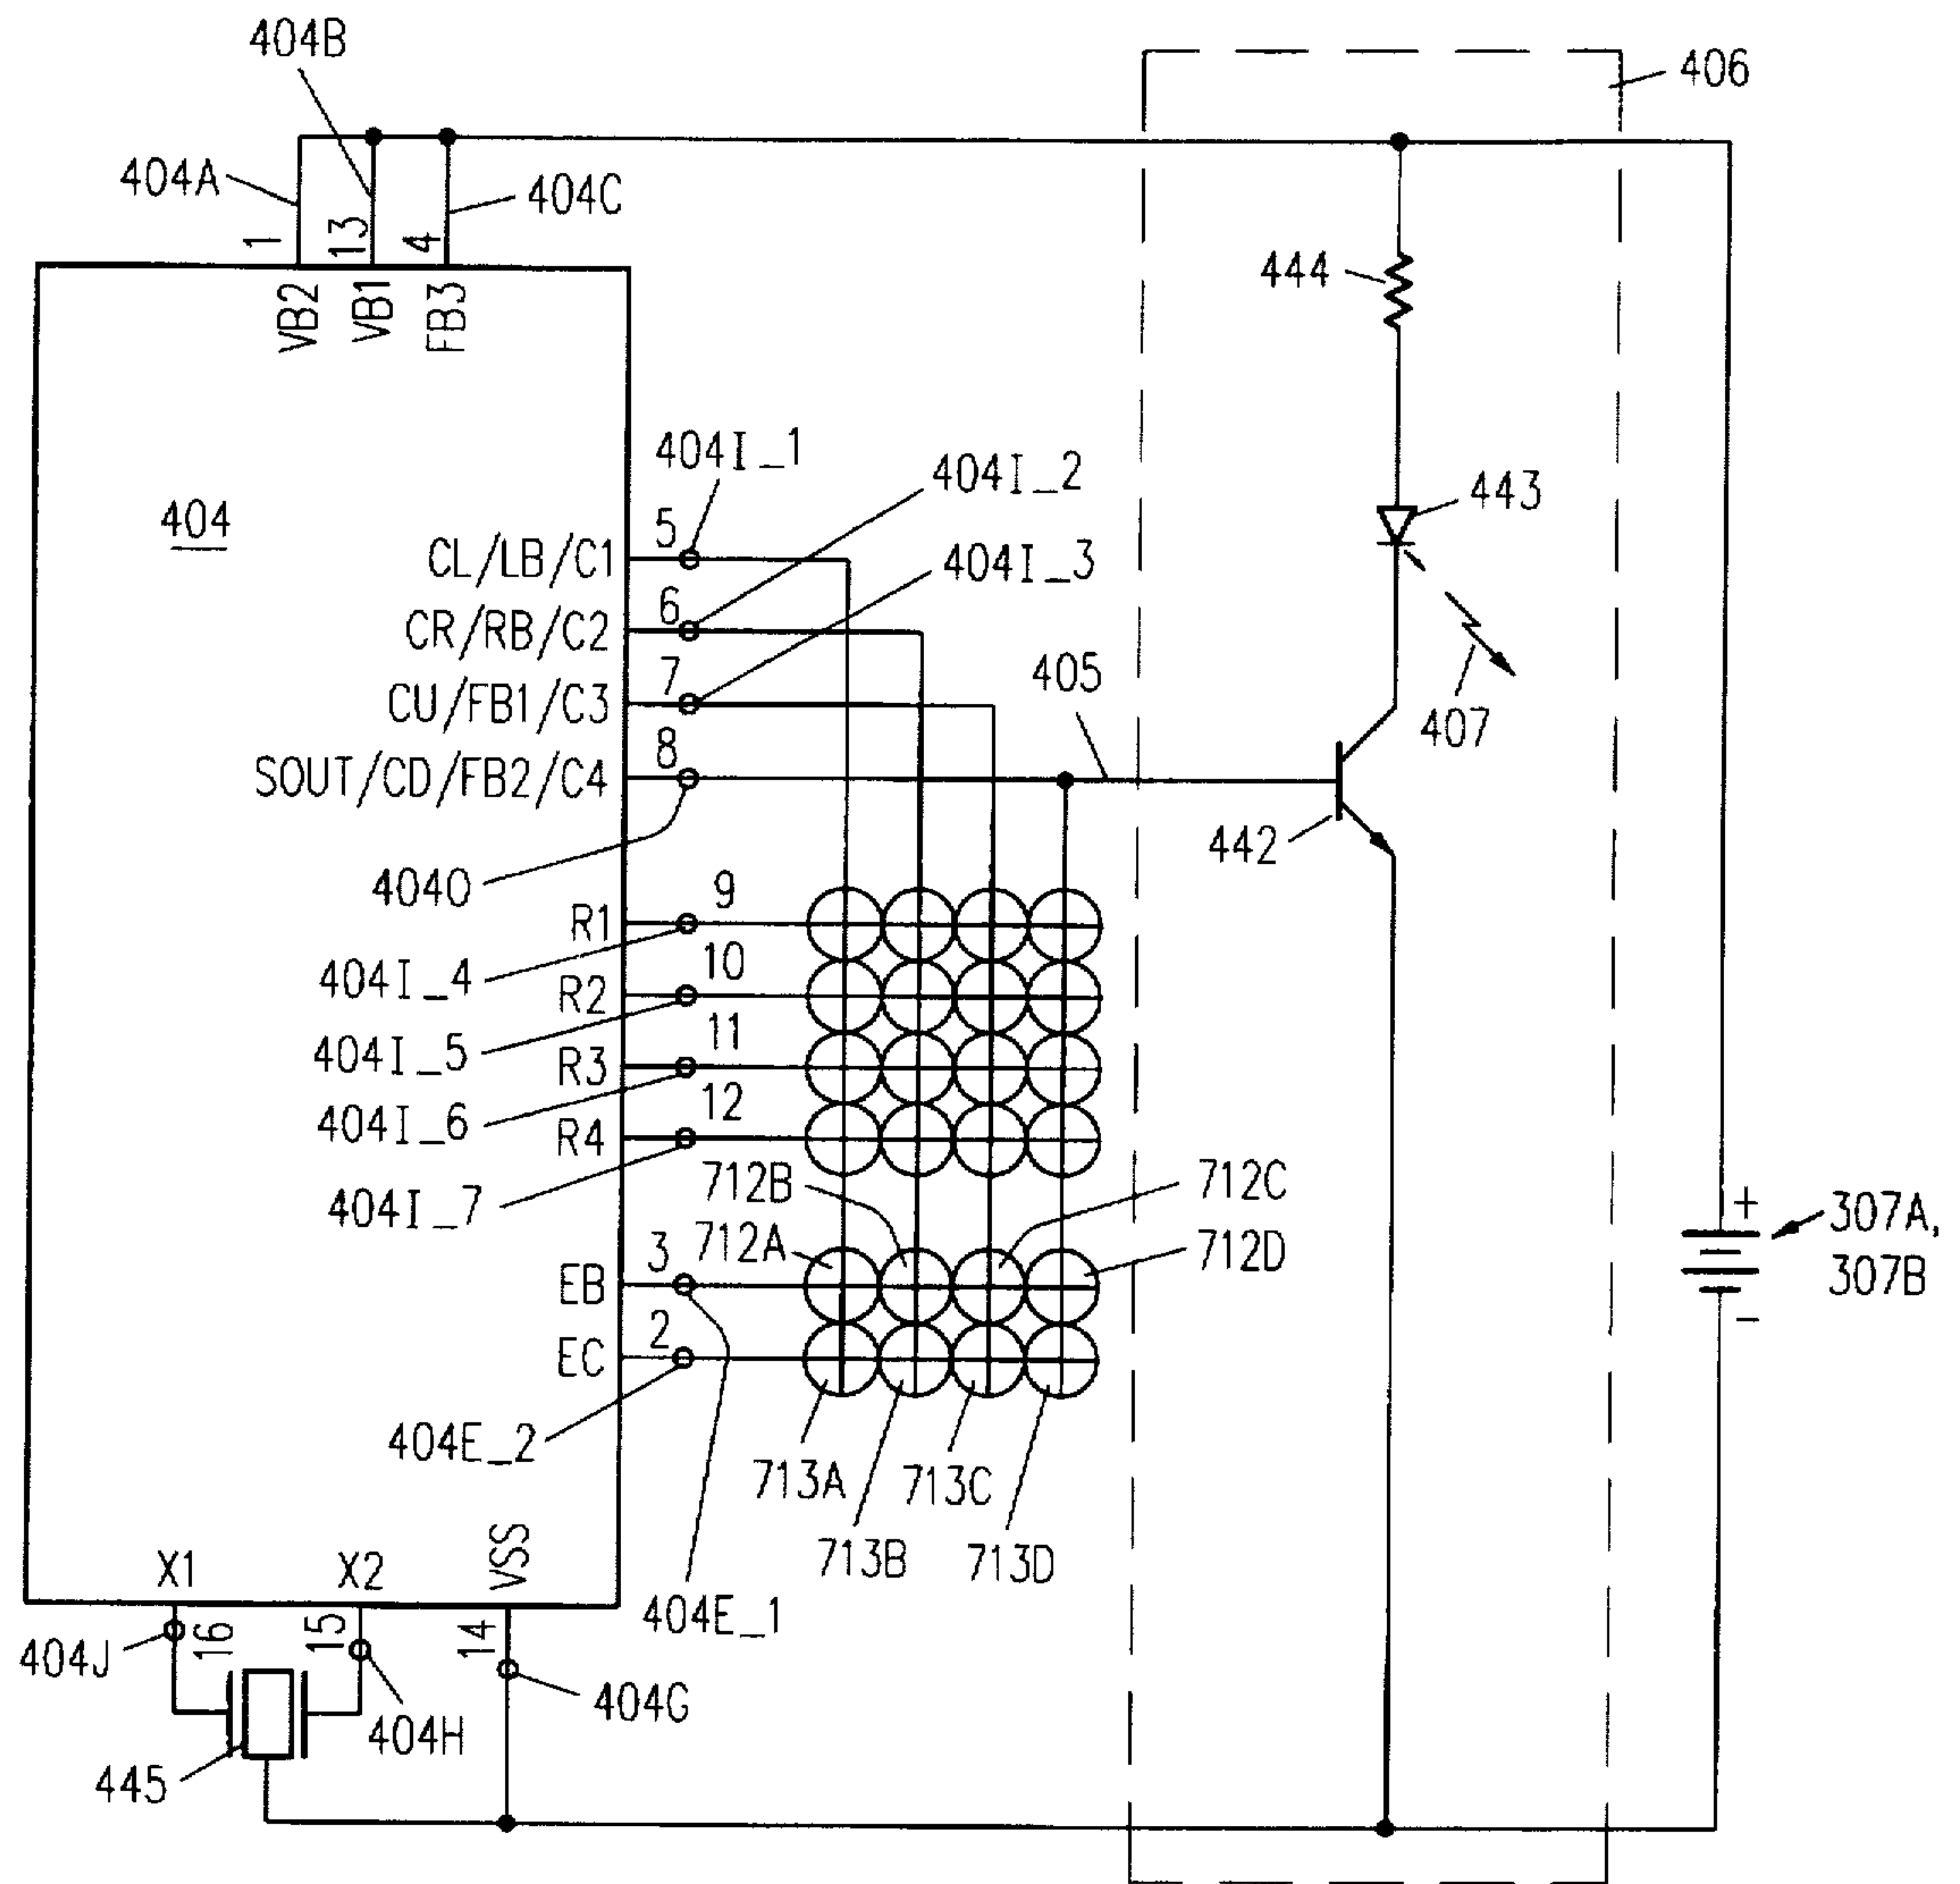 404B
406
404A
404C
1
13
4
VB2
VB1
FB3
444
404I_1
404I_2
443
404
5
CL/LB/C1
404I_3
6
CR/RB/C2
7
405
CU/FB1/C3
407
8
SOUT/CD/FB2/C4
442
404O
9
R1
404I_4
10
R2
404I_5
11
R3
404I_6
12
R4
404I_7
712B
712C
712A
712D
+
307A,
307B
-
3
EB
2
EC
404E_2
713A
713C
713B
713D
404E_1
X1
X2
VSS
16
15
14
404J
404H
404G
445